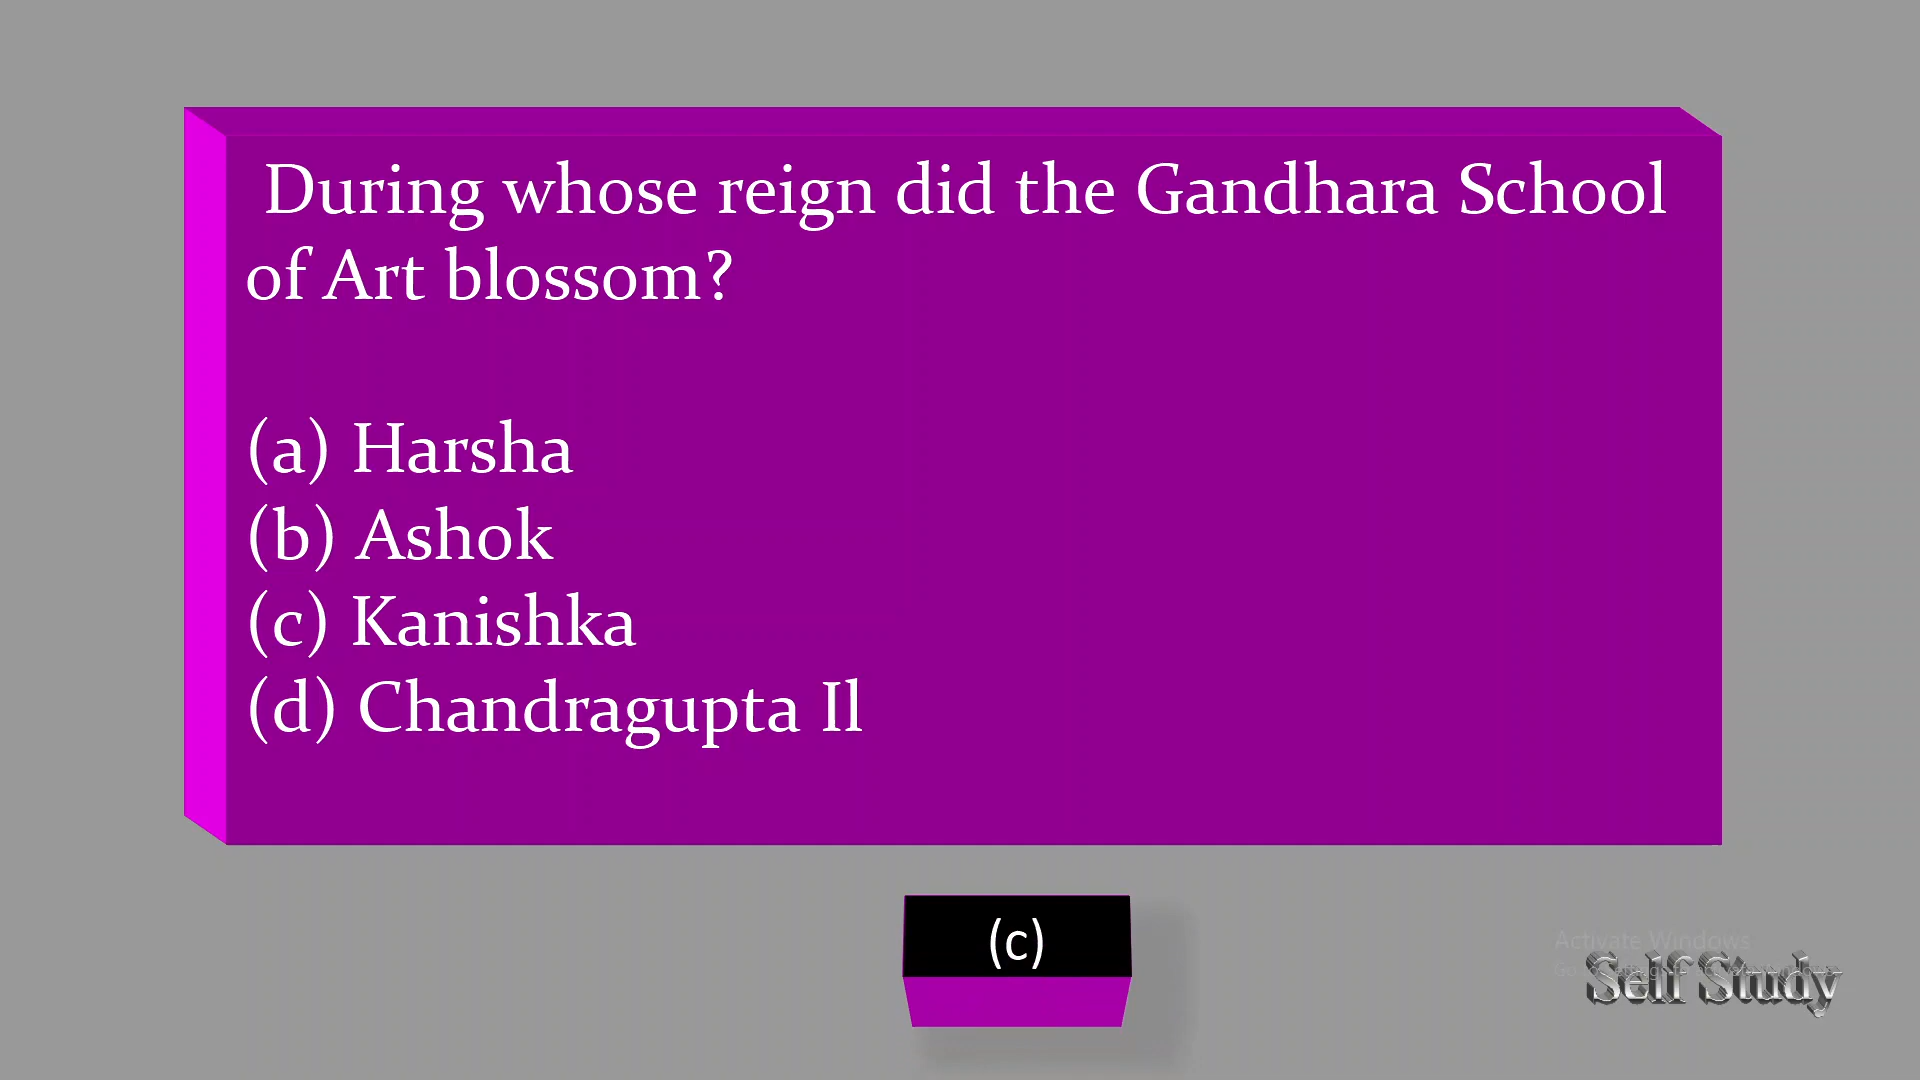 During whose reign did the Gandhara School
of Art blossom?
(a) Harsha
(b) Ashok
(c) Kanishka
(d) Chandragupta Il
(c)
Activate Windows
Self Study